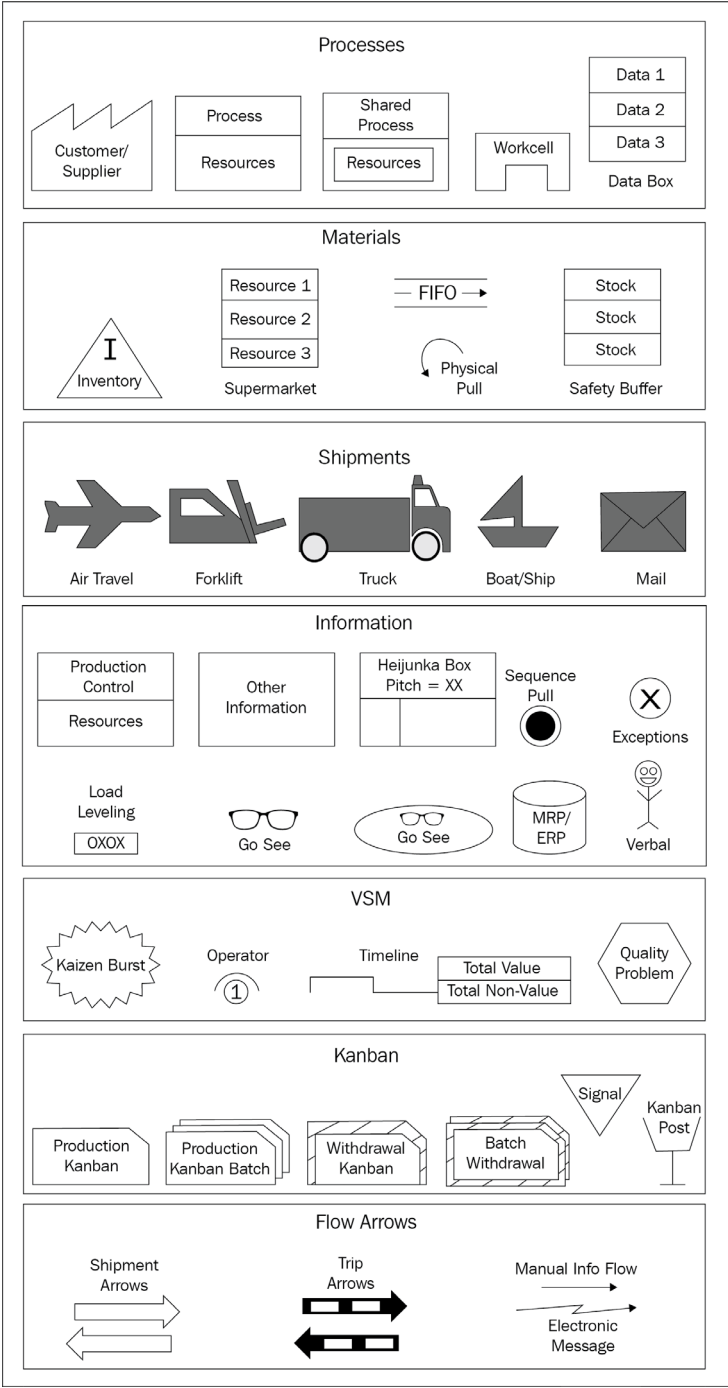 Processes
Customer/
Supplier
Process
Resources
Shared
Process
Resources
Workcell
Data 1
Data 2
Data 3
Data Box
Materials
I
Inventory
Resource 1
Resource 2
Resource 3
Supermarket
FIFO
Physical
Pull
Stock
Stock
Stock
Safety Buffer
Shipments
Air Travel
Forklift
Truck
Boat/Ship
Mail
Information
Production
Control
Resources
Other
Information
Heijunka Box
Pitch = XX
Sequence
Pull
X
Exceptions
Load
Leveling
OXOX
Go See
Go See
MRP/
ERP
Verbal
VSM
Kaizen Burst
Operator
1
Timeline
Total Value
Total Non-Value
Quality
Problem
Kanban
Production
Kanban
Production
Kanban Batch
Withdrawal
Kanban
Batch
Withdrawal
Signal
Kanban
Post
Flow Arrows
Shipment
Arrows
Trip
Arrows
Manual Info Flow
Electronic
Message